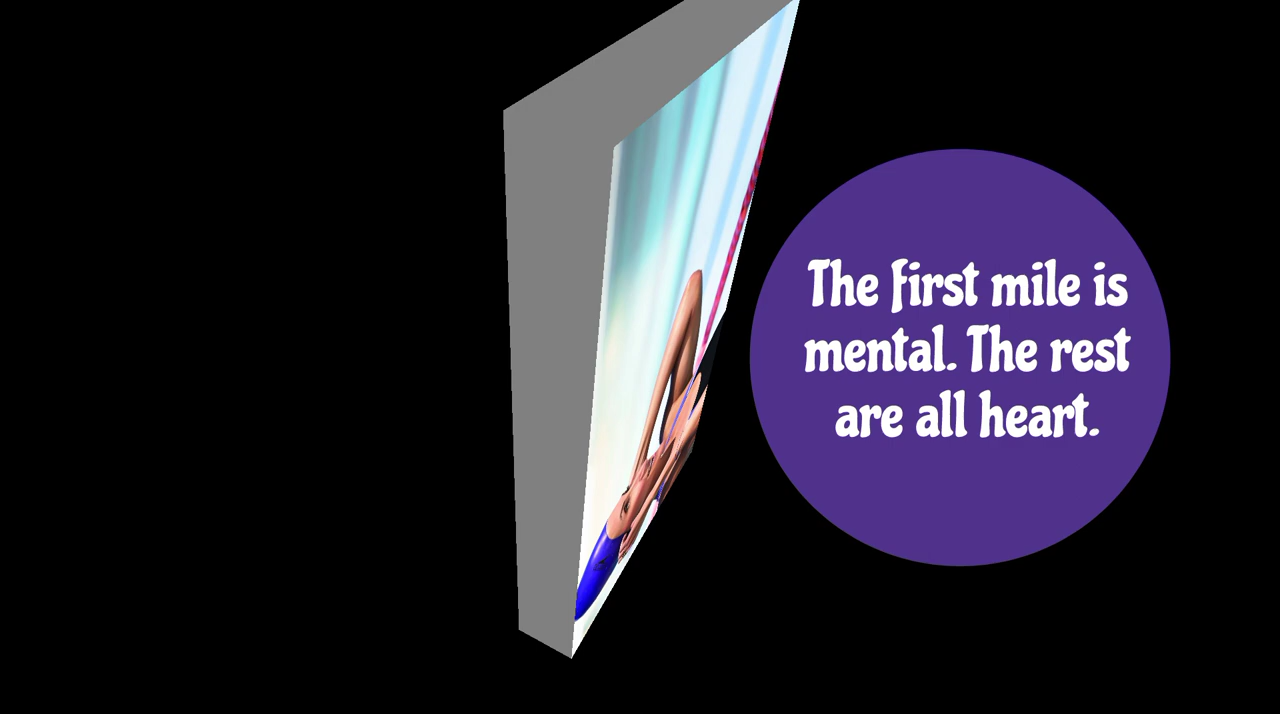 The first mile is
mental. The rest
are all heart.